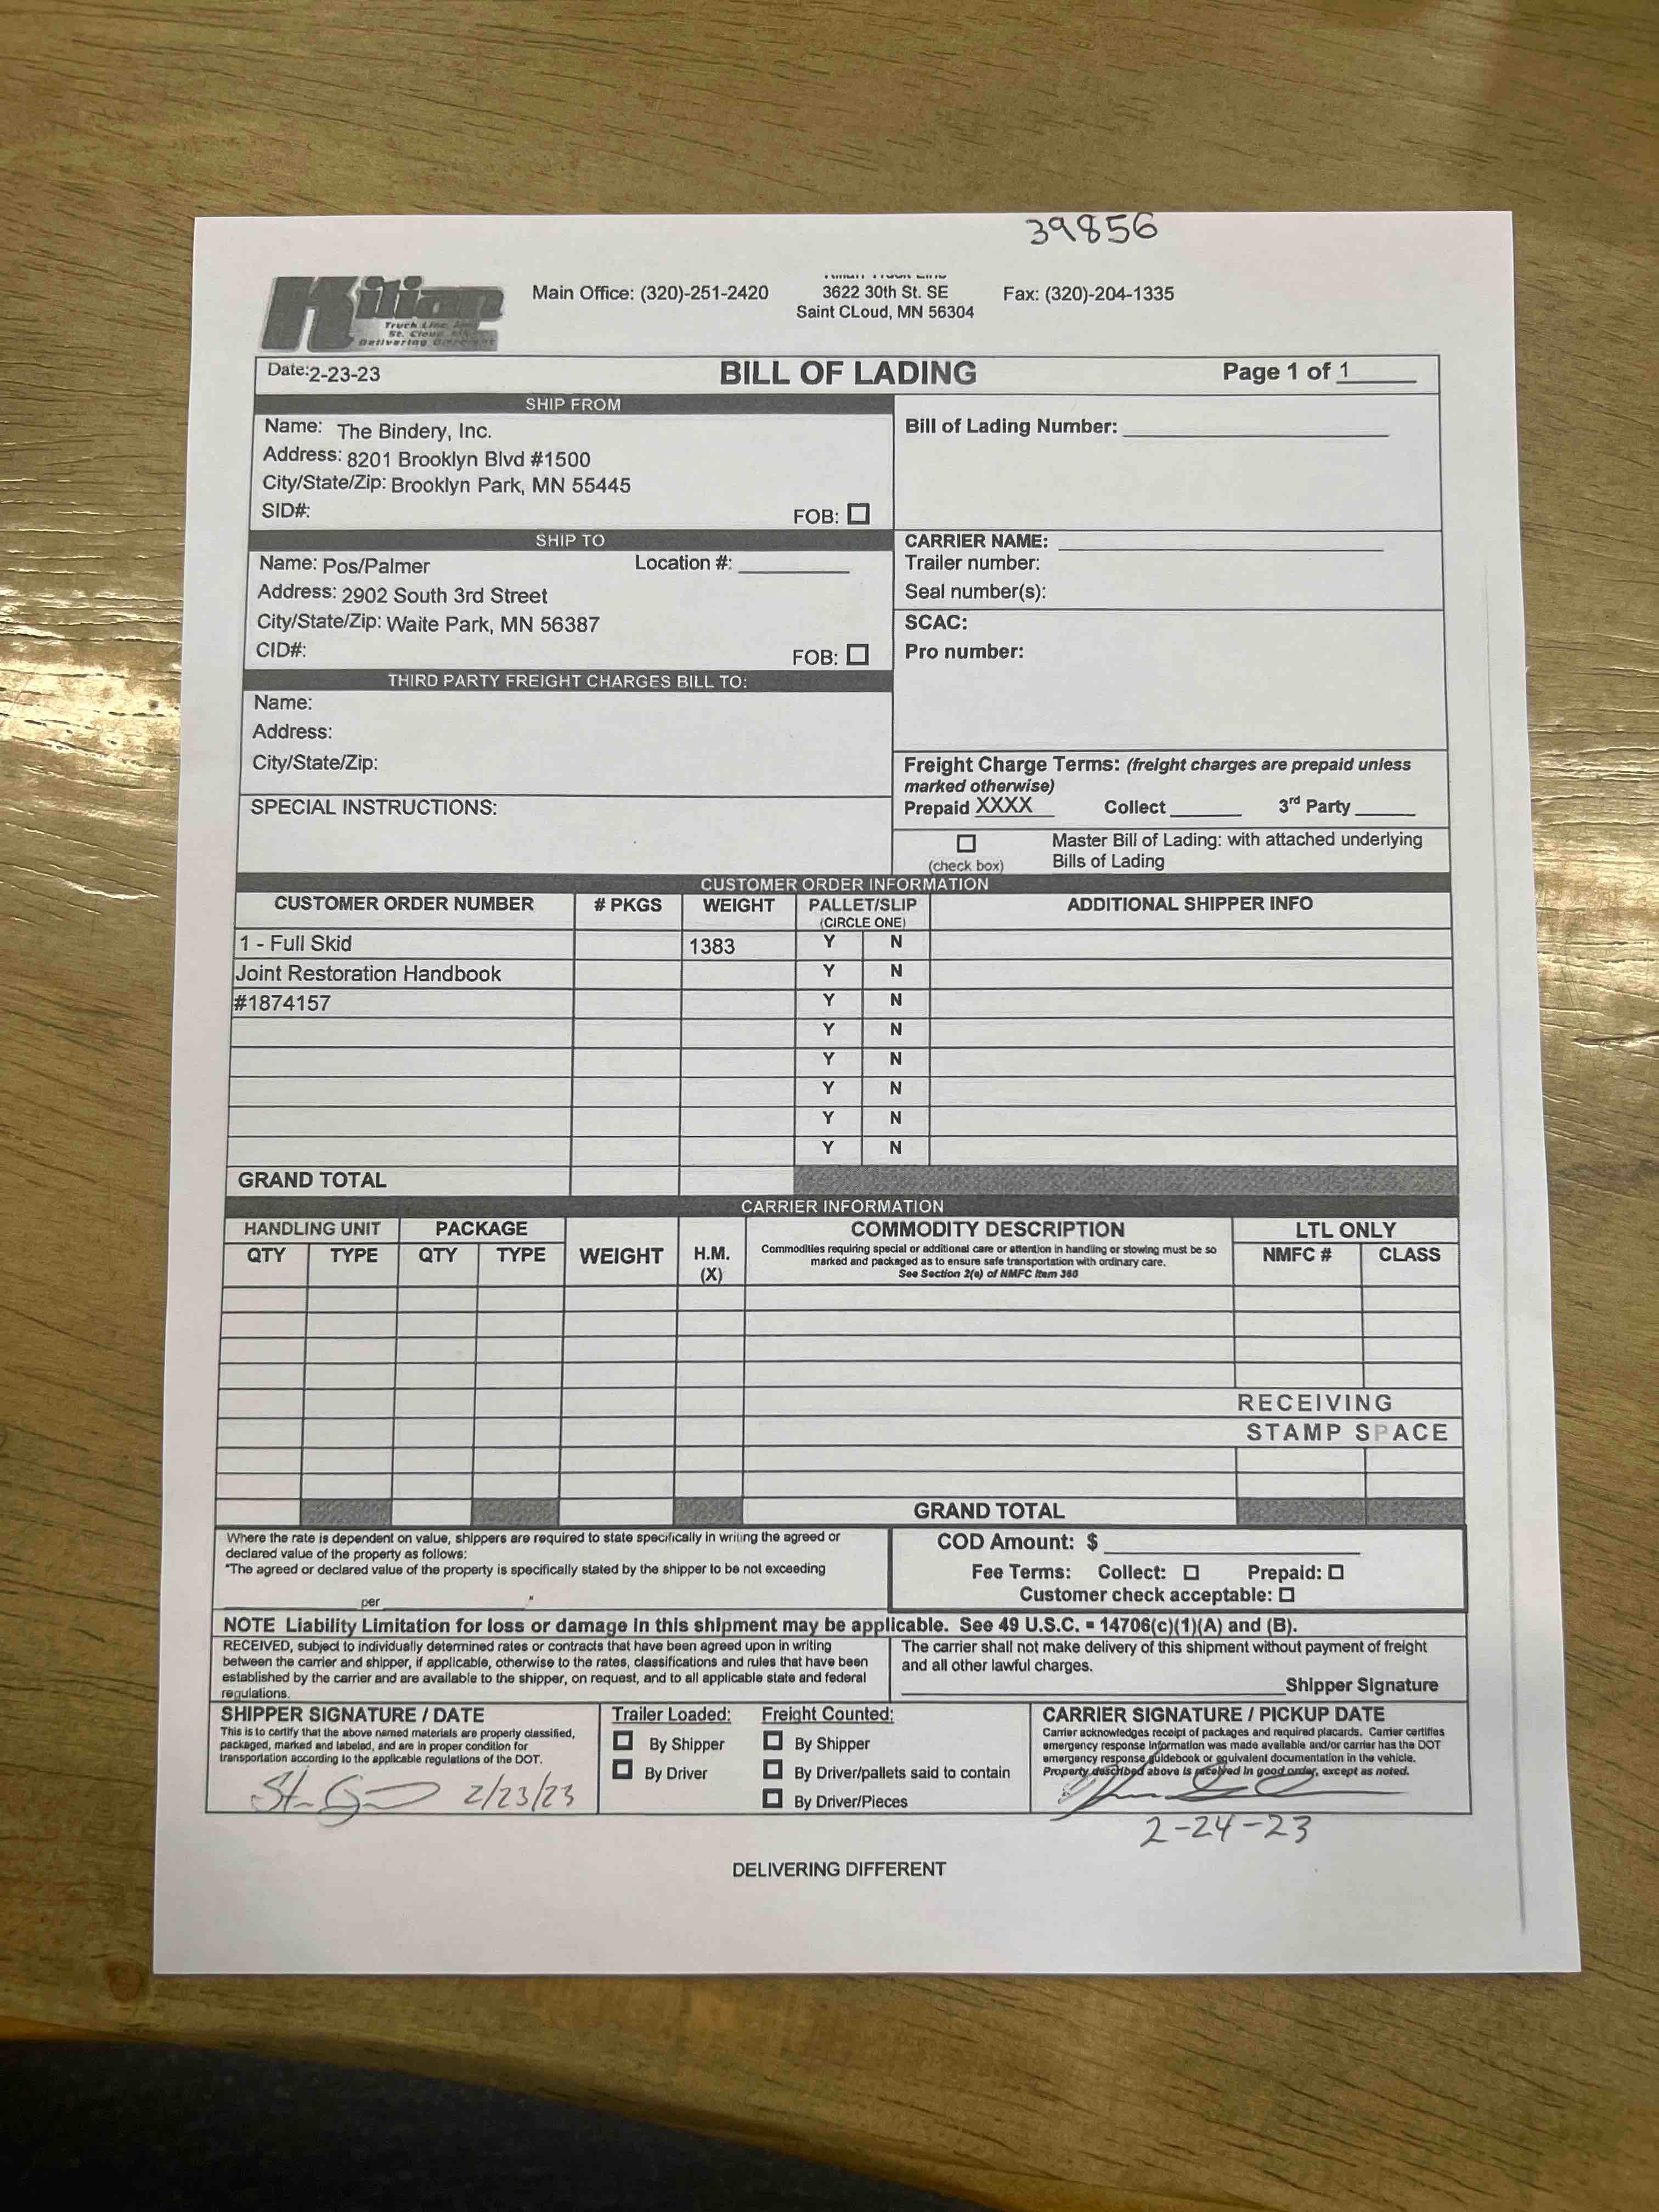 39856
Kilian
Truck Line, Inc.
St. Cloud, MN
Delivering Different
Main Office: (320)-251-2420
Kilian Truck Line
3622 30th St. SE
Saint CLoud, MN 56304
Fax: (320)-204-1335
Date:2-23-23
BILL OF LADING
Page 1 of 1
SHIP FROM
Name: The Bindery, Inc.
Address: 8201 Brooklyn Blvd #1500
City/State/Zip: Brooklyn Park, MN 55445
SID#:
FOB:
Bill of Lading Number:
SHIP TO
Name: Pos/Palmer
Location #:
Address: 2902 South 3rd Street
City/State/Zip: Waite Park, MN 56387
CID#:
FOB:
CARRIER NAME:
Trailer number:
Seal number(s):
SCAC:
Pro number:
THIRD PARTY FREIGHT CHARGES BILL TO:
Name:
Address:
City/State/Zip:
SPECIAL INSTRUCTIONS:
Freight Charge Terms: (freight charges are prepaid unless
marked otherwise)
Prepaid XXXX Collect 3rd Party
(check box)
Master Bill of Lading: with attached underlying
Bills of Lading
CUSTOMER ORDER INFORMATION
CUSTOMER ORDER NUMBER # PKGS WEIGHT PALLET/SLIP ADDITIONAL SHIPPER INFO
(CIRCLE ONE)
1 - Full Skid 1383 Y N
Joint Restoration Handbook Y N
#1874157 Y N
Y N
Y N
Y N
Y N
Y N
GRAND TOTAL
CARRIER INFORMATION
HANDLING UNIT PACKAGE COMMODITY DESCRIPTION LTL ONLY
QTY TYPE QTY TYPE WEIGHT H.M. (X) NMFC # CLASS
Commodities requiring special or additional care or attention in handling or stowing must be so
marked and packaged as to ensure safe transportation with ordinary care.
See Section 2(e) of NMFC Item 360
RECEIVING
STAMP SPACE
GRAND TOTAL
Where the rate is dependent on value, shippers are required to state specifically in writing the agreed or
declared value of the property as follows:
"The agreed or declared value of the property is specifically stated by the shipper to be not exceeding
per .
COD Amount: $
Fee Terms: Collect: Prepaid:
Customer check acceptable:
NOTE Liability Limitation for loss or damage in this shipment may be applicable. See 49 U.S.C. - 14706(c)(1)(A) and (B).
RECEIVED, subject to individually determined rates or contracts that have been agreed upon in writing
between the carrier and shipper, if applicable, otherwise to the rates, classifications and rules that have been
established by the carrier and are available to the shipper, on request, and to all applicable state and federal
regulations.
The carrier shall not make delivery of this shipment without payment of freight
and all other lawful charges.
Shipper Signature
SHIPPER SIGNATURE / DATE
This is to certify that the above named materials are properly classified,
packaged, marked and labeled, and are in proper condition for
transportation according to the applicable regulations of the DOT.
2/23/23
Trailer Loaded:
By Shipper
By Driver
Freight Counted:
By Shipper
By Driver/pallets said to contain
By Driver/Pieces
CARRIER SIGNATURE / PICKUP DATE
Carrier acknowledges receipt of packages and required placards. Carrier certifies
emergency response information was made available and/or carrier has the DOT
emergency response guidebook or equivalent documentation in the vehicle.
Property described above is received in good order, except as noted.
2-24-23
DELIVERING DIFFERENT